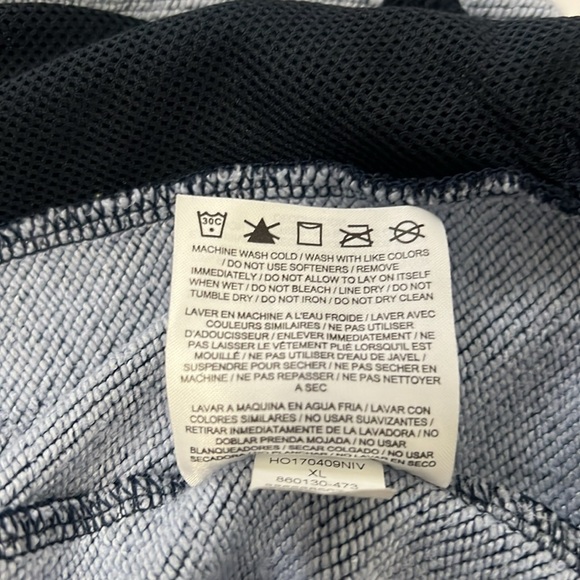 30C
MACHINE WASH COLD / WASH WITH LIKE COLORS
/ DO NOT USE SOFTENERS / REMOVE
IMMEDIATELY / DO NOT ALLOW TO LAY ON ITSELF
WHEN WET / DO NOT BLEACH / LINE DRY / DO NOT
TUMBLE DRY / DO NOT IRON / DO NOT DRY CLEAN
LAVER EN MACHINE A L'EAU FROIDE / LAVER AVEC
COULEURS SIMILAIRES / NE PAS UTILISER
D'ADOUCISSEUR / ENLEVER IMMEDIATEMENT / NE
PAS LAISSER LE VÊTEMENT PLIÉ LORSQU'IL EST
MOUILLÉ / NE PAS UTILISER D'EAU DE JAVEL /
SUSPENDRE POUR SECHER / NE PAS SECHER EN
MACHINE / NE PAS REPASSER / NE PAS NETTOYER
A SEC
LAVAR A MAQUINA EN AGUA FRIA / LAVAR CON
COLORES SIMILARES / NO USAR SUAVIZANTES /
RETIRAR INMEDIATAMENTE DE LA LAVADORA / NO
DOBLAR PRENDA MOJADA / NO USAR
BLANQUEADORES / SECAR COLGADO / NO USAR
SECADORA
EN SECO
HO170409NIV
XL
860130-473